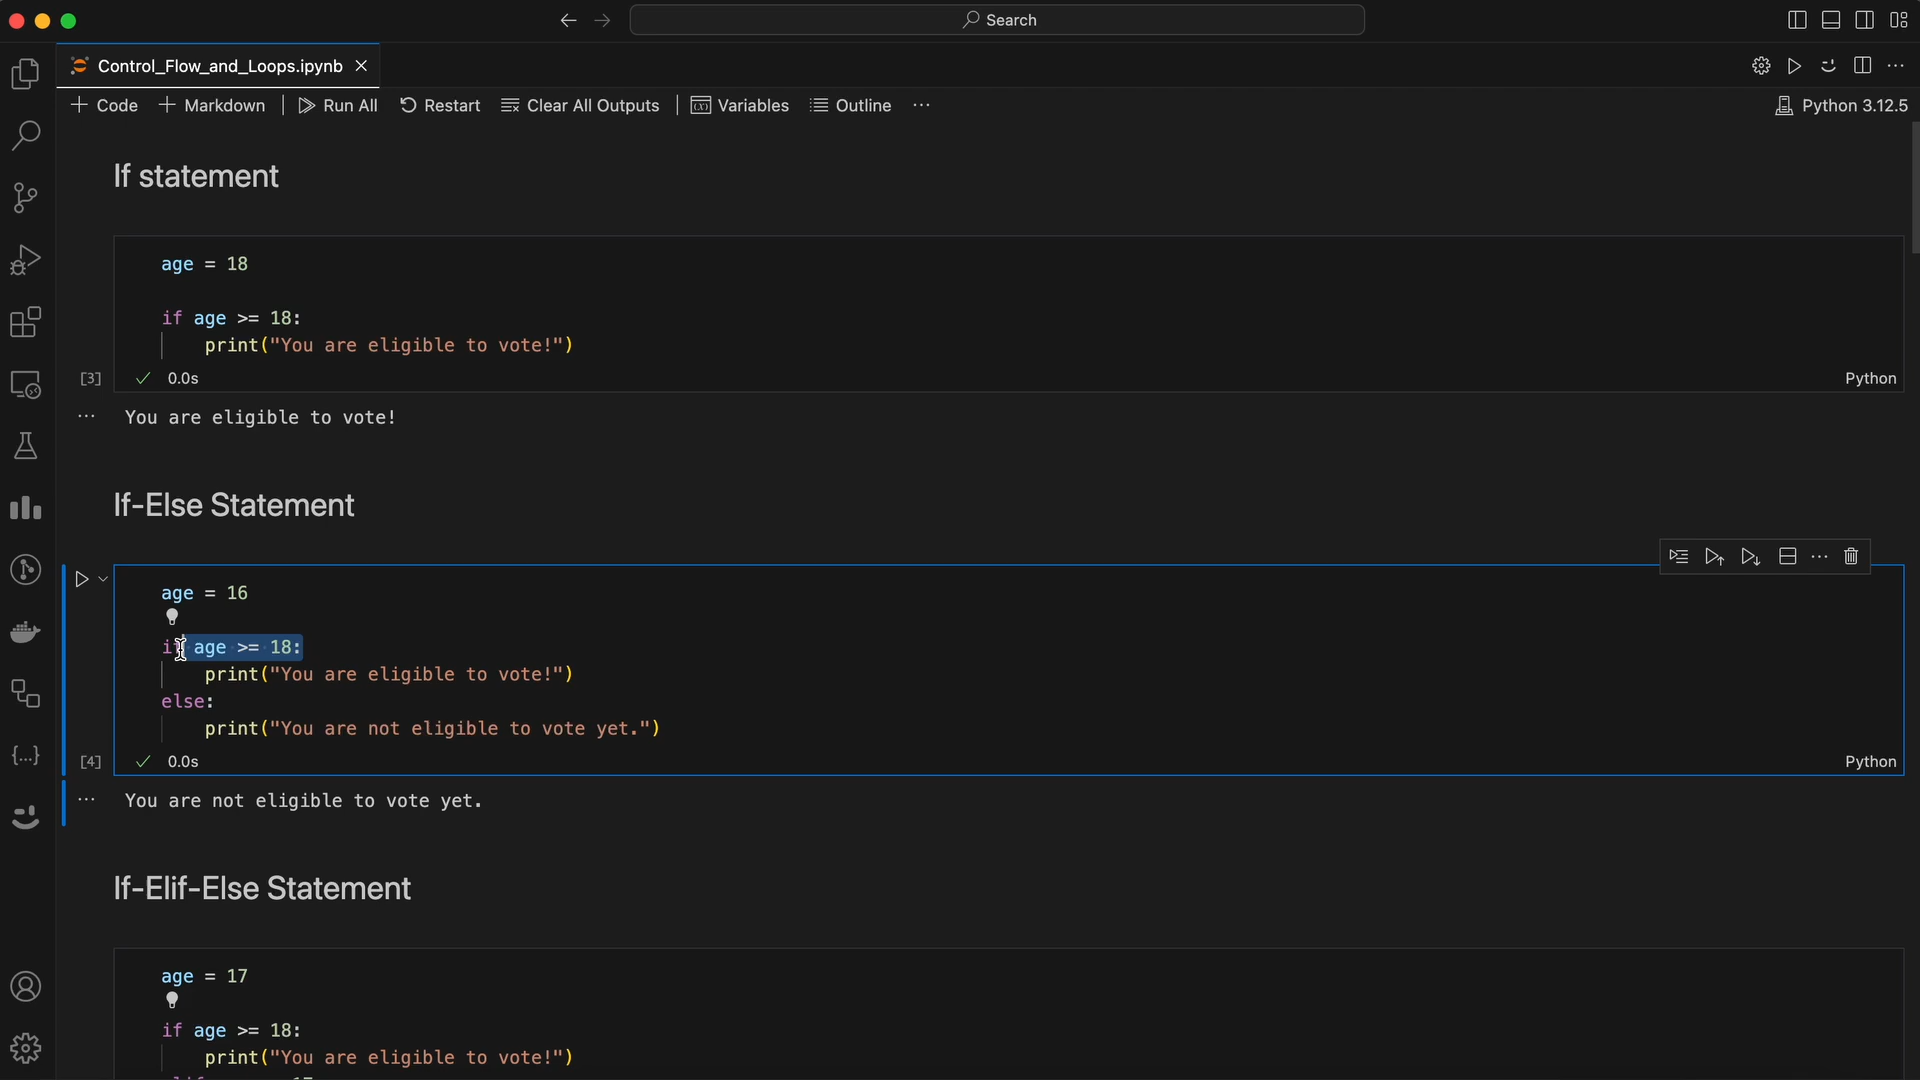 Search
Control_Flow_and_Loops.ipynb
Code Markdown Run All Restart Clear All Outputs Variables Outline ... Python 3.12.5
If statement
age = 18
if age >= 18:
print("You are eligible to vote!")
[3] 0.0s Python
... You are eligible to vote!
If-Else Statement
age = 16
if age >= 18:
print("You are eligible to vote!")
else:
print("You are not eligible to vote yet.")
[4] 0.0s Python
... You are not eligible to vote yet.
If-Elif-Else Statement
age = 17
if age >= 18:
print("You are eligible to vote!")